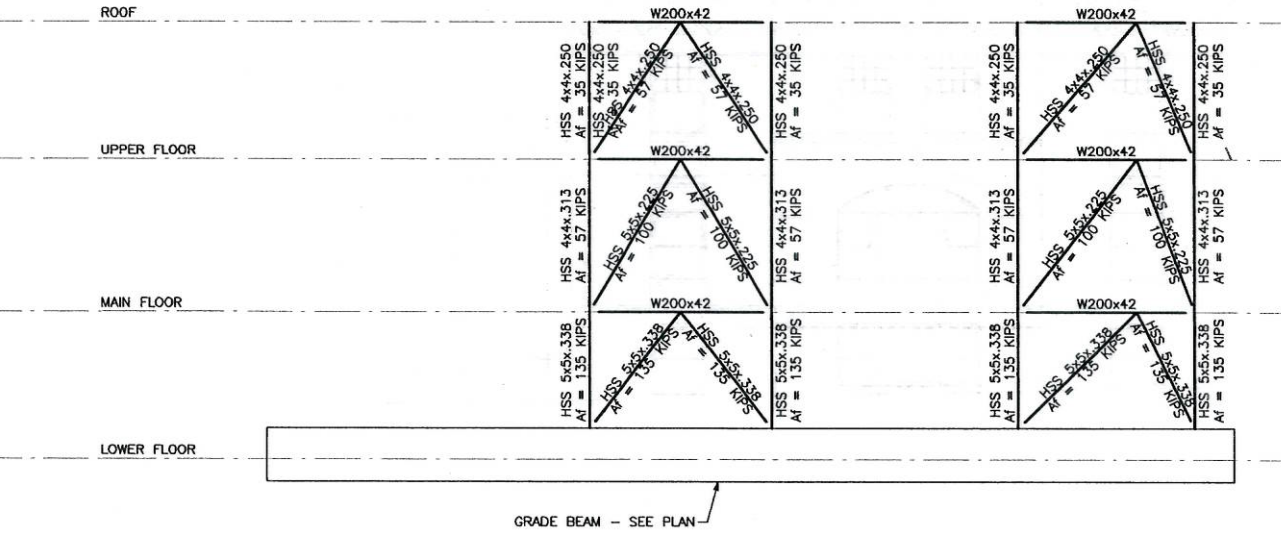 ROOF
W200x42
W200x42
HSS 4x4x.250
Af = 35 KIPS
HSS 4x4x.250
Af = 35 KIPS
HSS 4x4x.250
Af = 57 KIPS
HSS 4x4x.250
Af = 57 KIPS
HSS 4x4x.250
Af = 35 KIPS
HSS 4x4x.250
Af = 35 KIPS
HSS 4x4x.250
Af = 57 KIPS
HSS 4x4x.250
Af = 57 KIPS
HSS 4x4x.250
Af = 35 KIPS
UPPER FLOOR
W200x42
W200x42
HSS 4x4x.313
Af = 57 KIPS
HSS 5x5x.225
Af = 100 KIPS
HSS 5x5x.225
Af = 100 KIPS
HSS 4x4x.313
Af = 57 KIPS
HSS 4x4x.313
Af = 57 KIPS
HSS 5x5x.225
Af = 100 KIPS
HSS 5x5x.225
Af = 100 KIPS
HSS 4x4x.313
Af = 57 KIPS
MAIN FLOOR
W200x42
W200x42
HSS 5x5x.338
Af = 135 KIPS
HSS 5x5x.338
Af = 135 KIPS
HSS 5x5x.338
Af = 135 KIPS
HSS 5x5x.338
Af = 135 KIPS
HSS 5x5x.338
Af = 135 KIPS
HSS 5x5x.338
Af = 135 KIPS
HSS 5x5x.338
Af = 135 KIPS
HSS 5x5x.338
Af = 135 KIPS
LOWER FLOOR
GRADE BEAM – SEE PLAN